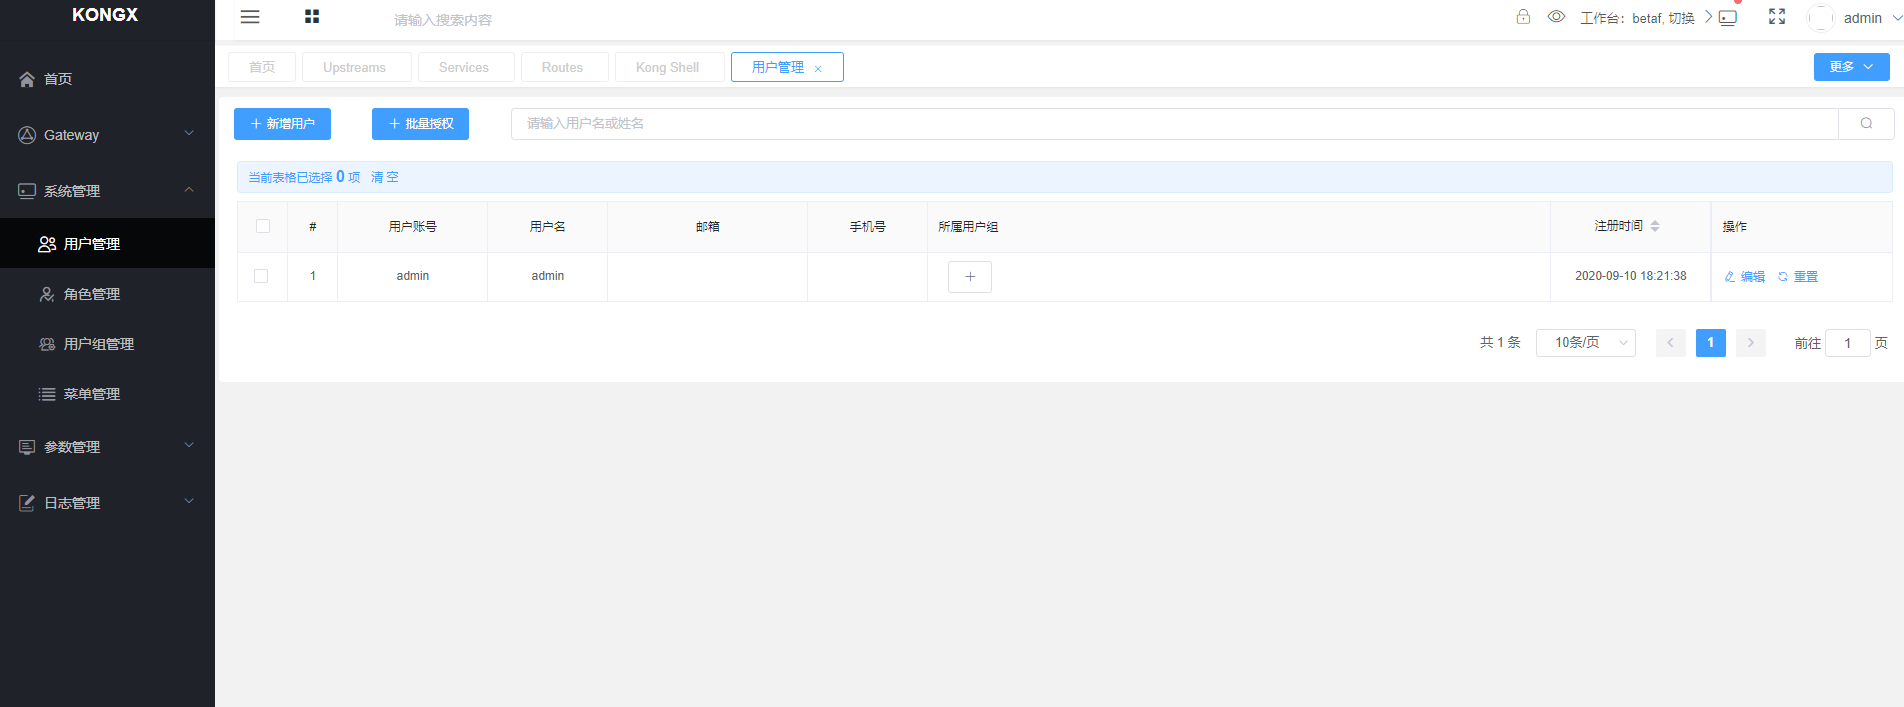 KONGX
请输入搜索内容
工作台：betaf, 切换
admin
首页
Gateway
系统管理
用户管理
角色管理
用户组管理
菜单管理
参数管理
日志管理
首页 Upstreams Services Routes Kong Shell 用户管理
更多
新增用户 批量授权 请输入用户名或姓名
当前表格已选择 0 项 清 空
# 用户账号 用户名 邮箱 手机号 所属用户组 注册时间 操作
1 admin admin 2020-09-10 18:21:38 编辑 重置
共 1 条 10条/页 1 前往 1 页